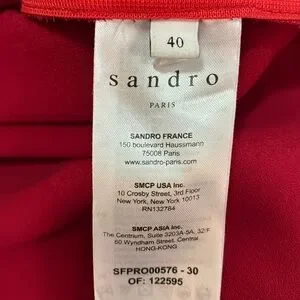 40
sandro
PARIS
SANDRO FRANCE
150 boulevard Haussmann
75008 Paris
www.sandro-paris.com
SMCP USA Inc.
10 Crosby Street, 3rd Floor
New York, New York 10013
RN132784
SMCP ASIA Inc.
The Centrium, Suite 3203A-5A, 32/F
60 Wyndham Street, Central
HONG-KONG
SFPRO00576 - 30
OF: 122595